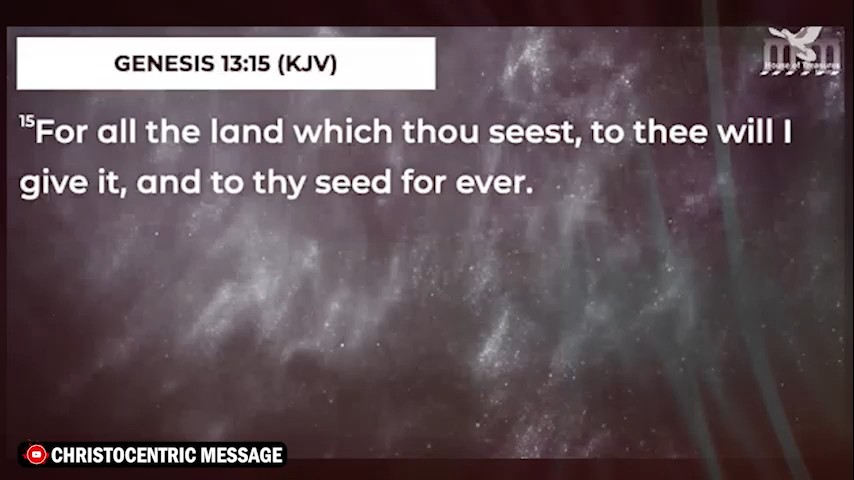 GENESIS 13:15 (KJV)
House of Treasures
15For all the land which thou seest, to thee will I
give it, and to thy seed for ever.
CHRISTOCENTRIC MESSAGE